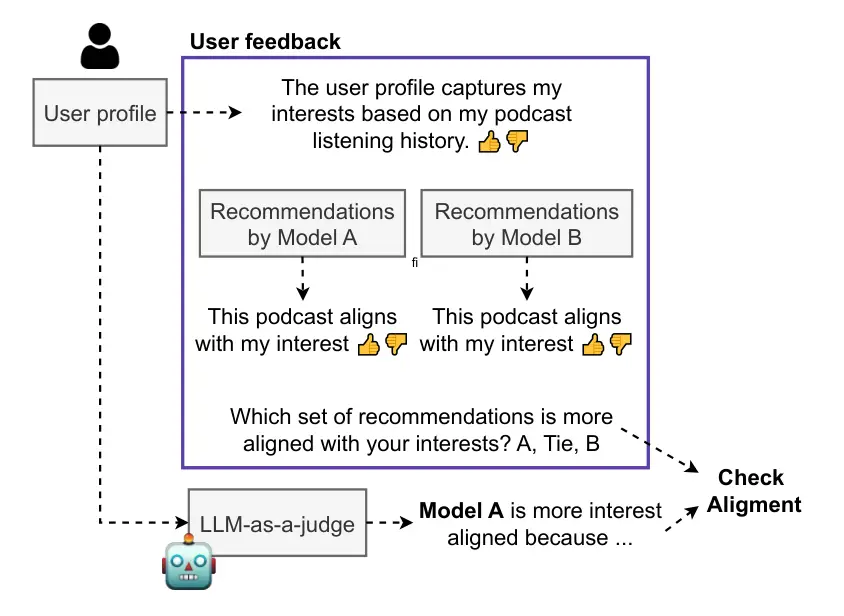 User feedback
User profile
The user profile captures my
interests based on my podcast
listening history. 👍👎
Recommendations
by Model A
Recommendations
by Model B
fi
This podcast aligns
with my interest 👍👎
This podcast aligns
with my interest 👍👎
Which set of recommendations is more
aligned with your interests? A, Tie, B
LLM-as-a-judge
Model A is more interest
aligned because ...
Check
Aligment